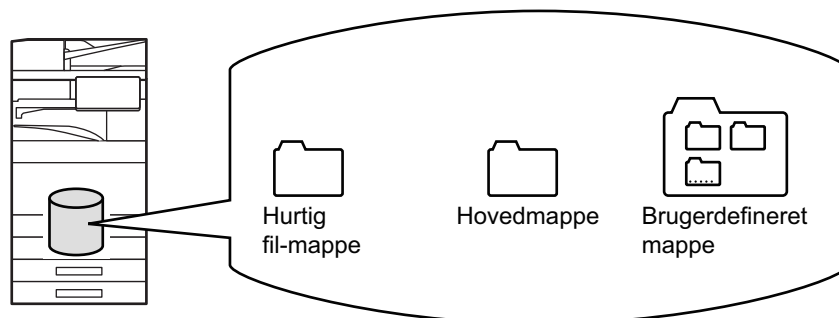 Hurtig
fil-mappe
Hovedmappe
Brugerdefineret
mappe